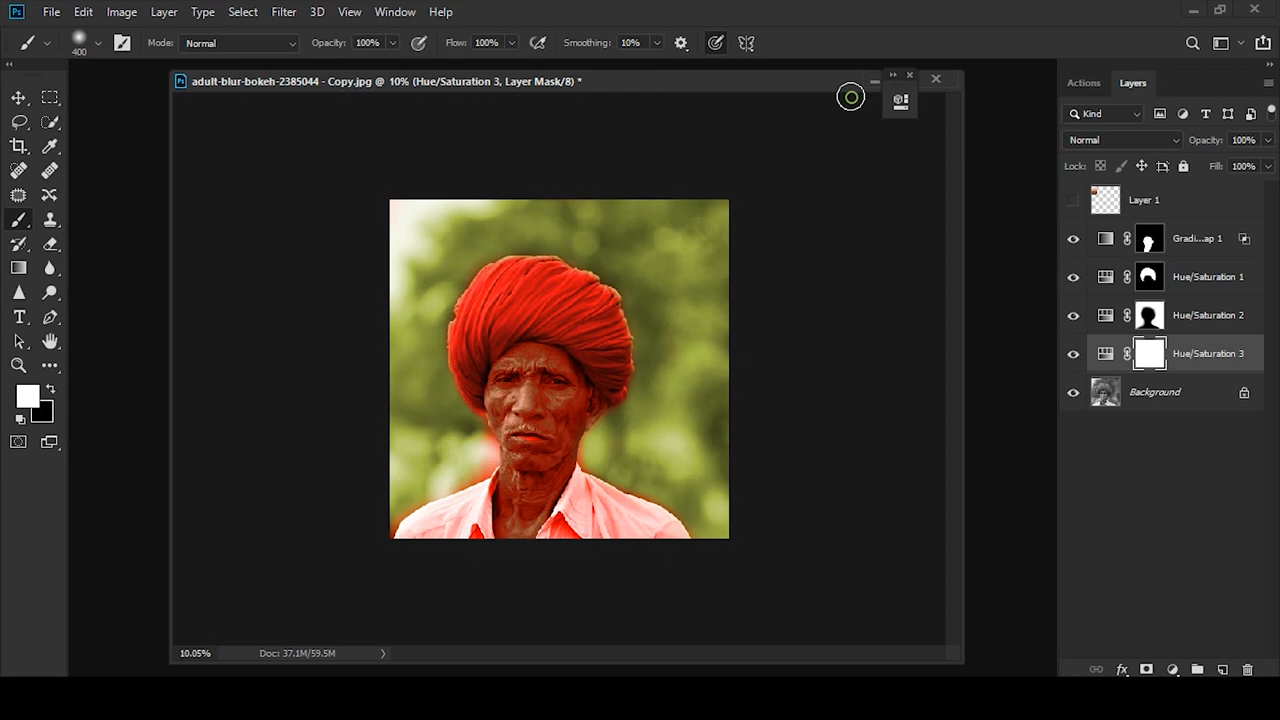 Ps File Edit Image Layer Type Select Filter 3D View Window Help
400 Mode: Normal Opacity: 100% Flow: 100% Smoothing: 10%
Ps adult-blur-bokeh-2385044 - Copy.jpg @ 10% (Hue/Saturation 3, Layer Mask/8) *
Actions Layers
Kind
Normal Opacity: 100%
Lock: Fill: 100%
Layer 1
Gradi...ap 1
Hue/Saturation 1
Hue/Saturation 2
Hue/Saturation 3
Background
10.05% Doc: 37.1M/59.5M